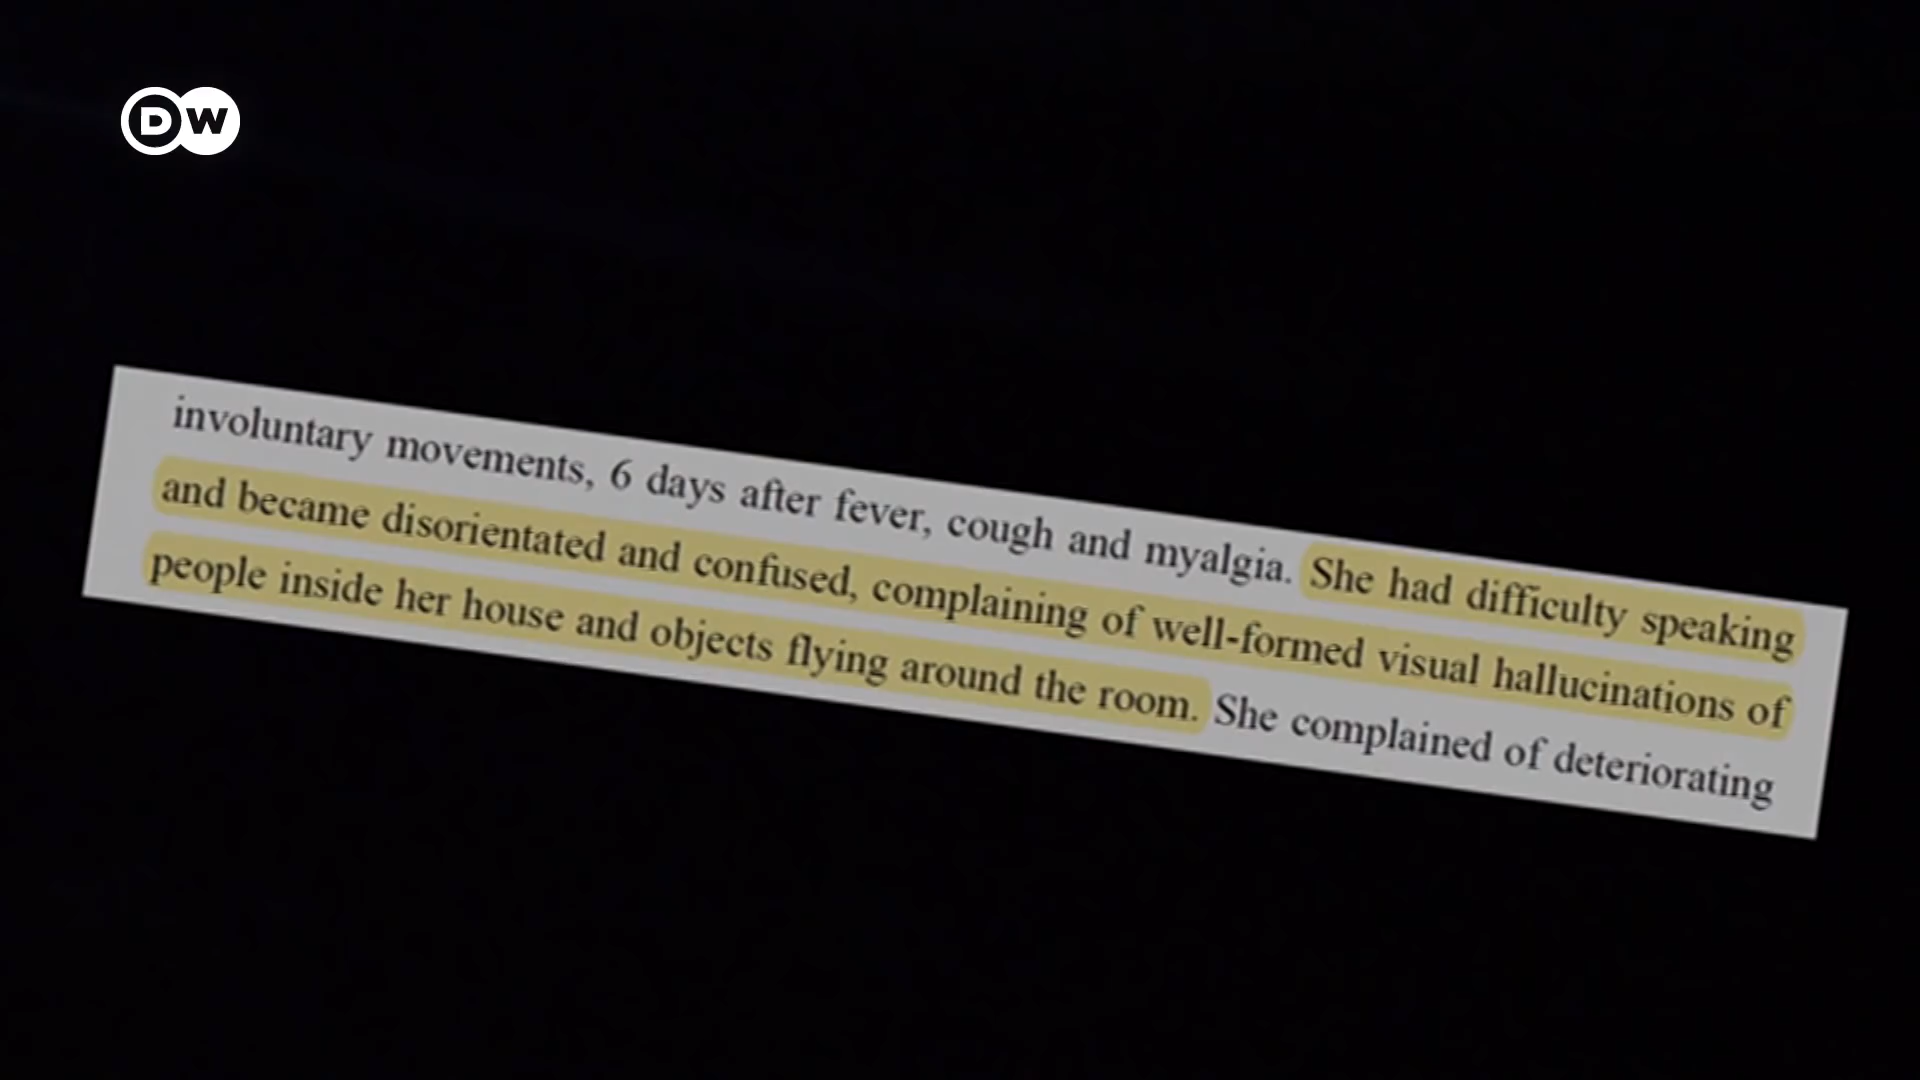 DW
involuntary movements, 6 days after fever, cough and myalgia. She had difficulty speaking
and became disorientated and confused, complaining of well-formed visual hallucinations of
people inside her house and objects flying around the room. She complained of deteriorating